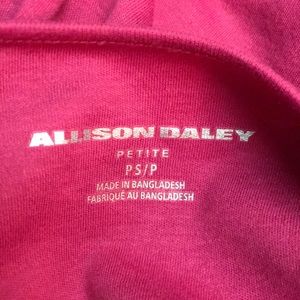 ALLISON DALEY
PETITE
PS/P
MADE IN BANGLADESH
FABRIQUÉ AU BANGLADESH